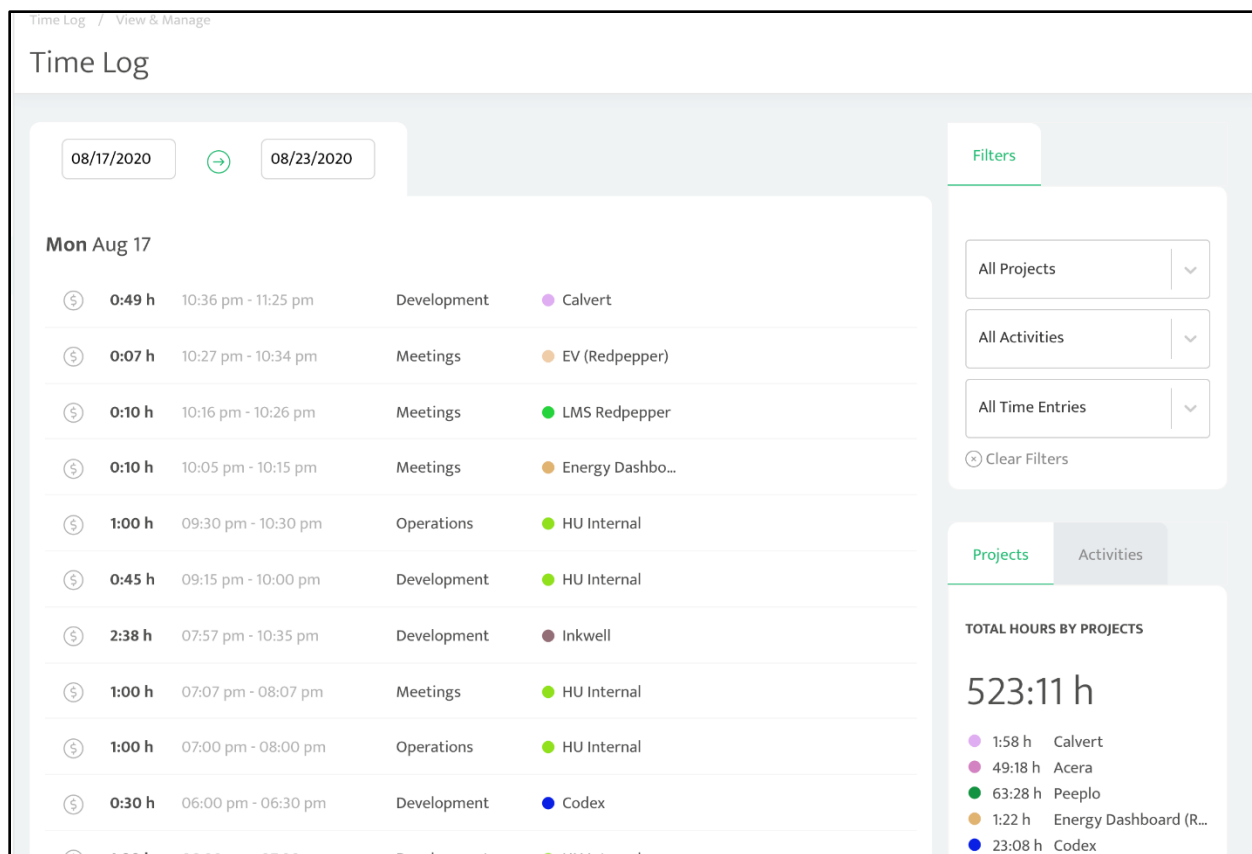 Time Log / View & Manage
Time Log
08/17/2020 08/23/2020
Mon Aug 17
$ 0:49 h 10:36 pm - 11:25 pm Development Calvert
$ 0:07 h 10:27 pm - 10:34 pm Meetings EV (Redpepper)
$ 0:10 h 10:16 pm - 10:26 pm Meetings LMS Redpepper
$ 0:10 h 10:05 pm - 10:15 pm Meetings Energy Dashbo...
$ 1:00 h 09:30 pm - 10:30 pm Operations HU Internal
$ 0:45 h 09:15 pm - 10:00 pm Development HU Internal
$ 2:38 h 07:57 pm - 10:35 pm Development Inkwell
$ 1:00 h 07:07 pm - 08:07 pm Meetings HU Internal
$ 1:00 h 07:00 pm - 08:00 pm Operations HU Internal
$ 0:30 h 06:00 pm - 06:30 pm Development Codex
Filters
All Projects
All Activities
All Time Entries
Clear Filters
Projects Activities
TOTAL HOURS BY PROJECTS
523:11 h
1:58 h Calvert
49:18 h Acera
63:28 h Peeplo
1:22 h Energy Dashboard (R...
23:08 h Codex